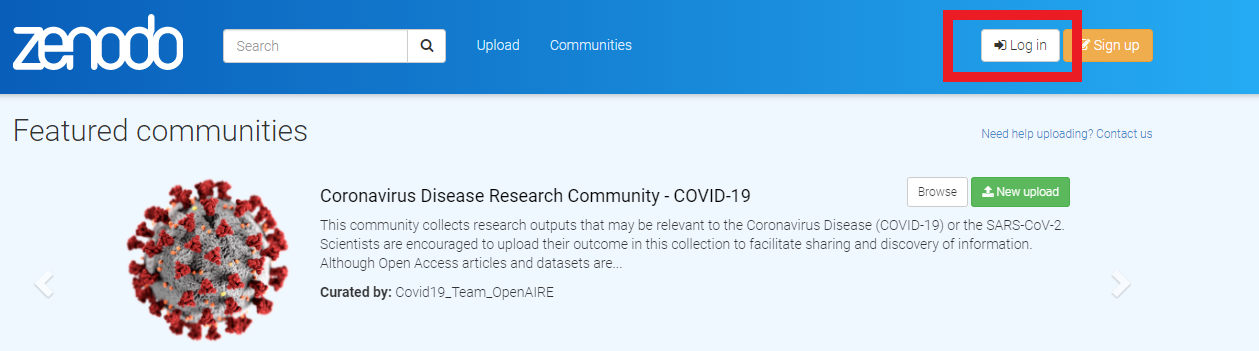 zenodo
Search
Upload
Communities
Log in
Sign up
Featured communities
Need help uploading? Contact us
Coronavirus Disease Research Community - COVID-19
Browse
New upload
This community collects research outputs that may be relevant to the Coronavirus Disease (COVID-19) or the SARS-CoV-2.
Scientists are encouraged to upload their outcome in this collection to facilitate sharing and discovery of information.
Although Open Access articles and datasets are...
Curated by: Covid19_Team_OpenAIRE